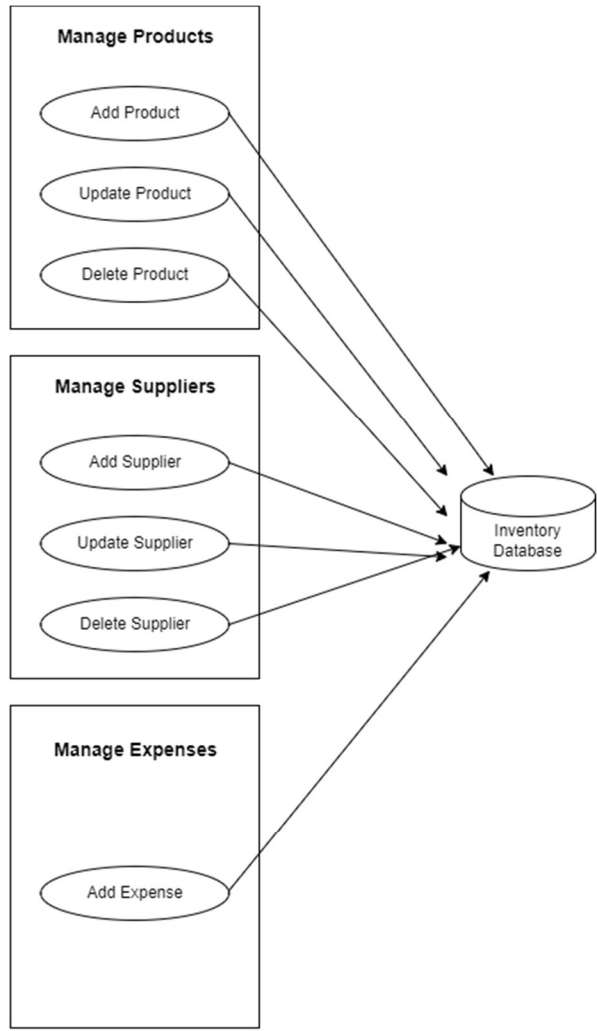 Manage Products
Add Product
Update Product
Delete Product
Manage Suppliers
Add Supplier
Update Supplier
Delete Supplier
Inventory
Database
Manage Expenses
Add Expense